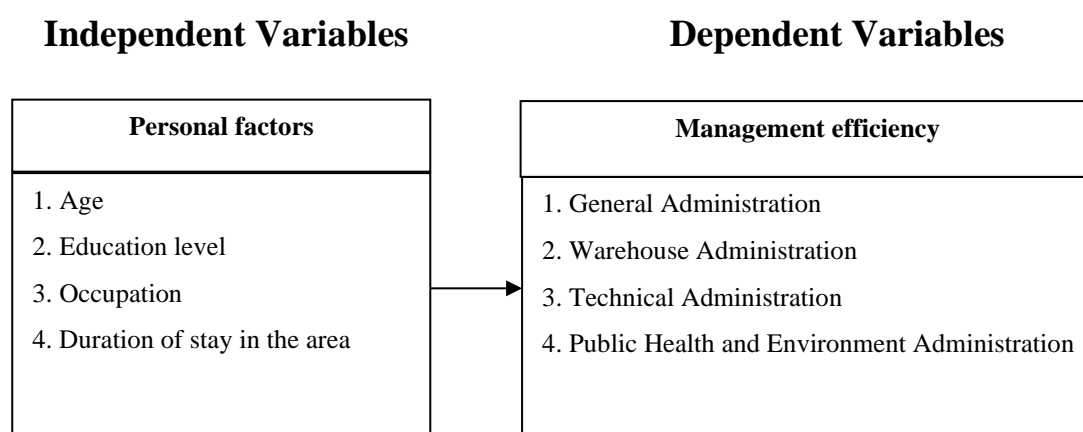 Independent Variables
Dependent Variables
Personal factors
1. Age
2. Education level
3. Occupation
4. Duration of stay in the area
Management efficiency
1. General Administration
2. Warehouse Administration
3. Technical Administration
4. Public Health and Environment Administration